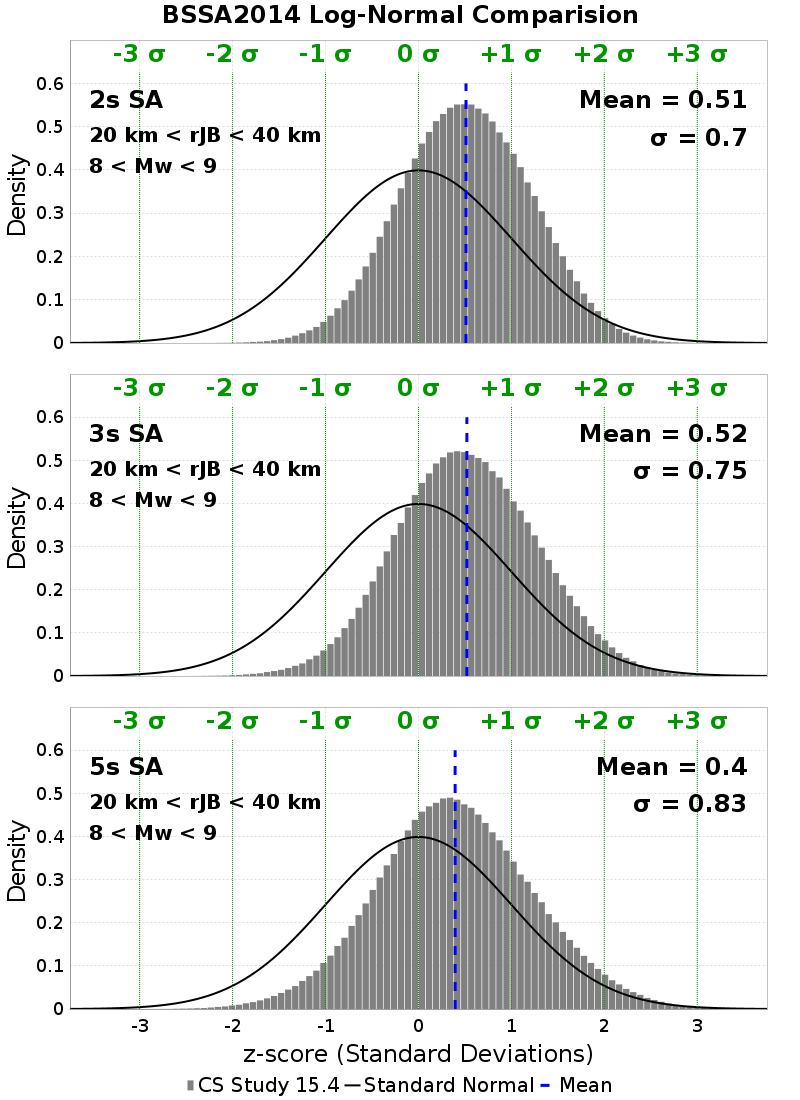 BSSA2014 Log-Normal Comparision
-3 σ -2 σ -1 σ 0 σ +1 σ +2 σ +3 σ
0.6
2s SA
Mean = 0.51
0.5
20 km < rJB < 40 km
σ = 0.7
8 < Mw < 9
0.4
Density
0.3
0.2
0.1
0
-3 σ -2 σ -1 σ 0 σ +1 σ +2 σ +3 σ
0.6
3s SA
Mean = 0.52
0.5
20 km < rJB < 40 km
σ = 0.75
8 < Mw < 9
0.4
Density
0.3
0.2
0.1
0
-3 σ -2 σ -1 σ 0 σ +1 σ +2 σ +3 σ
0.6
5s SA
Mean = 0.4
0.5
20 km < rJB < 40 km
σ = 0.83
8 < Mw < 9
0.4
Density
0.3
0.2
0.1
0
-3 -2 -1 0 1 2 3
z-score (Standard Deviations)
CS Study 15.4 Standard Normal Mean